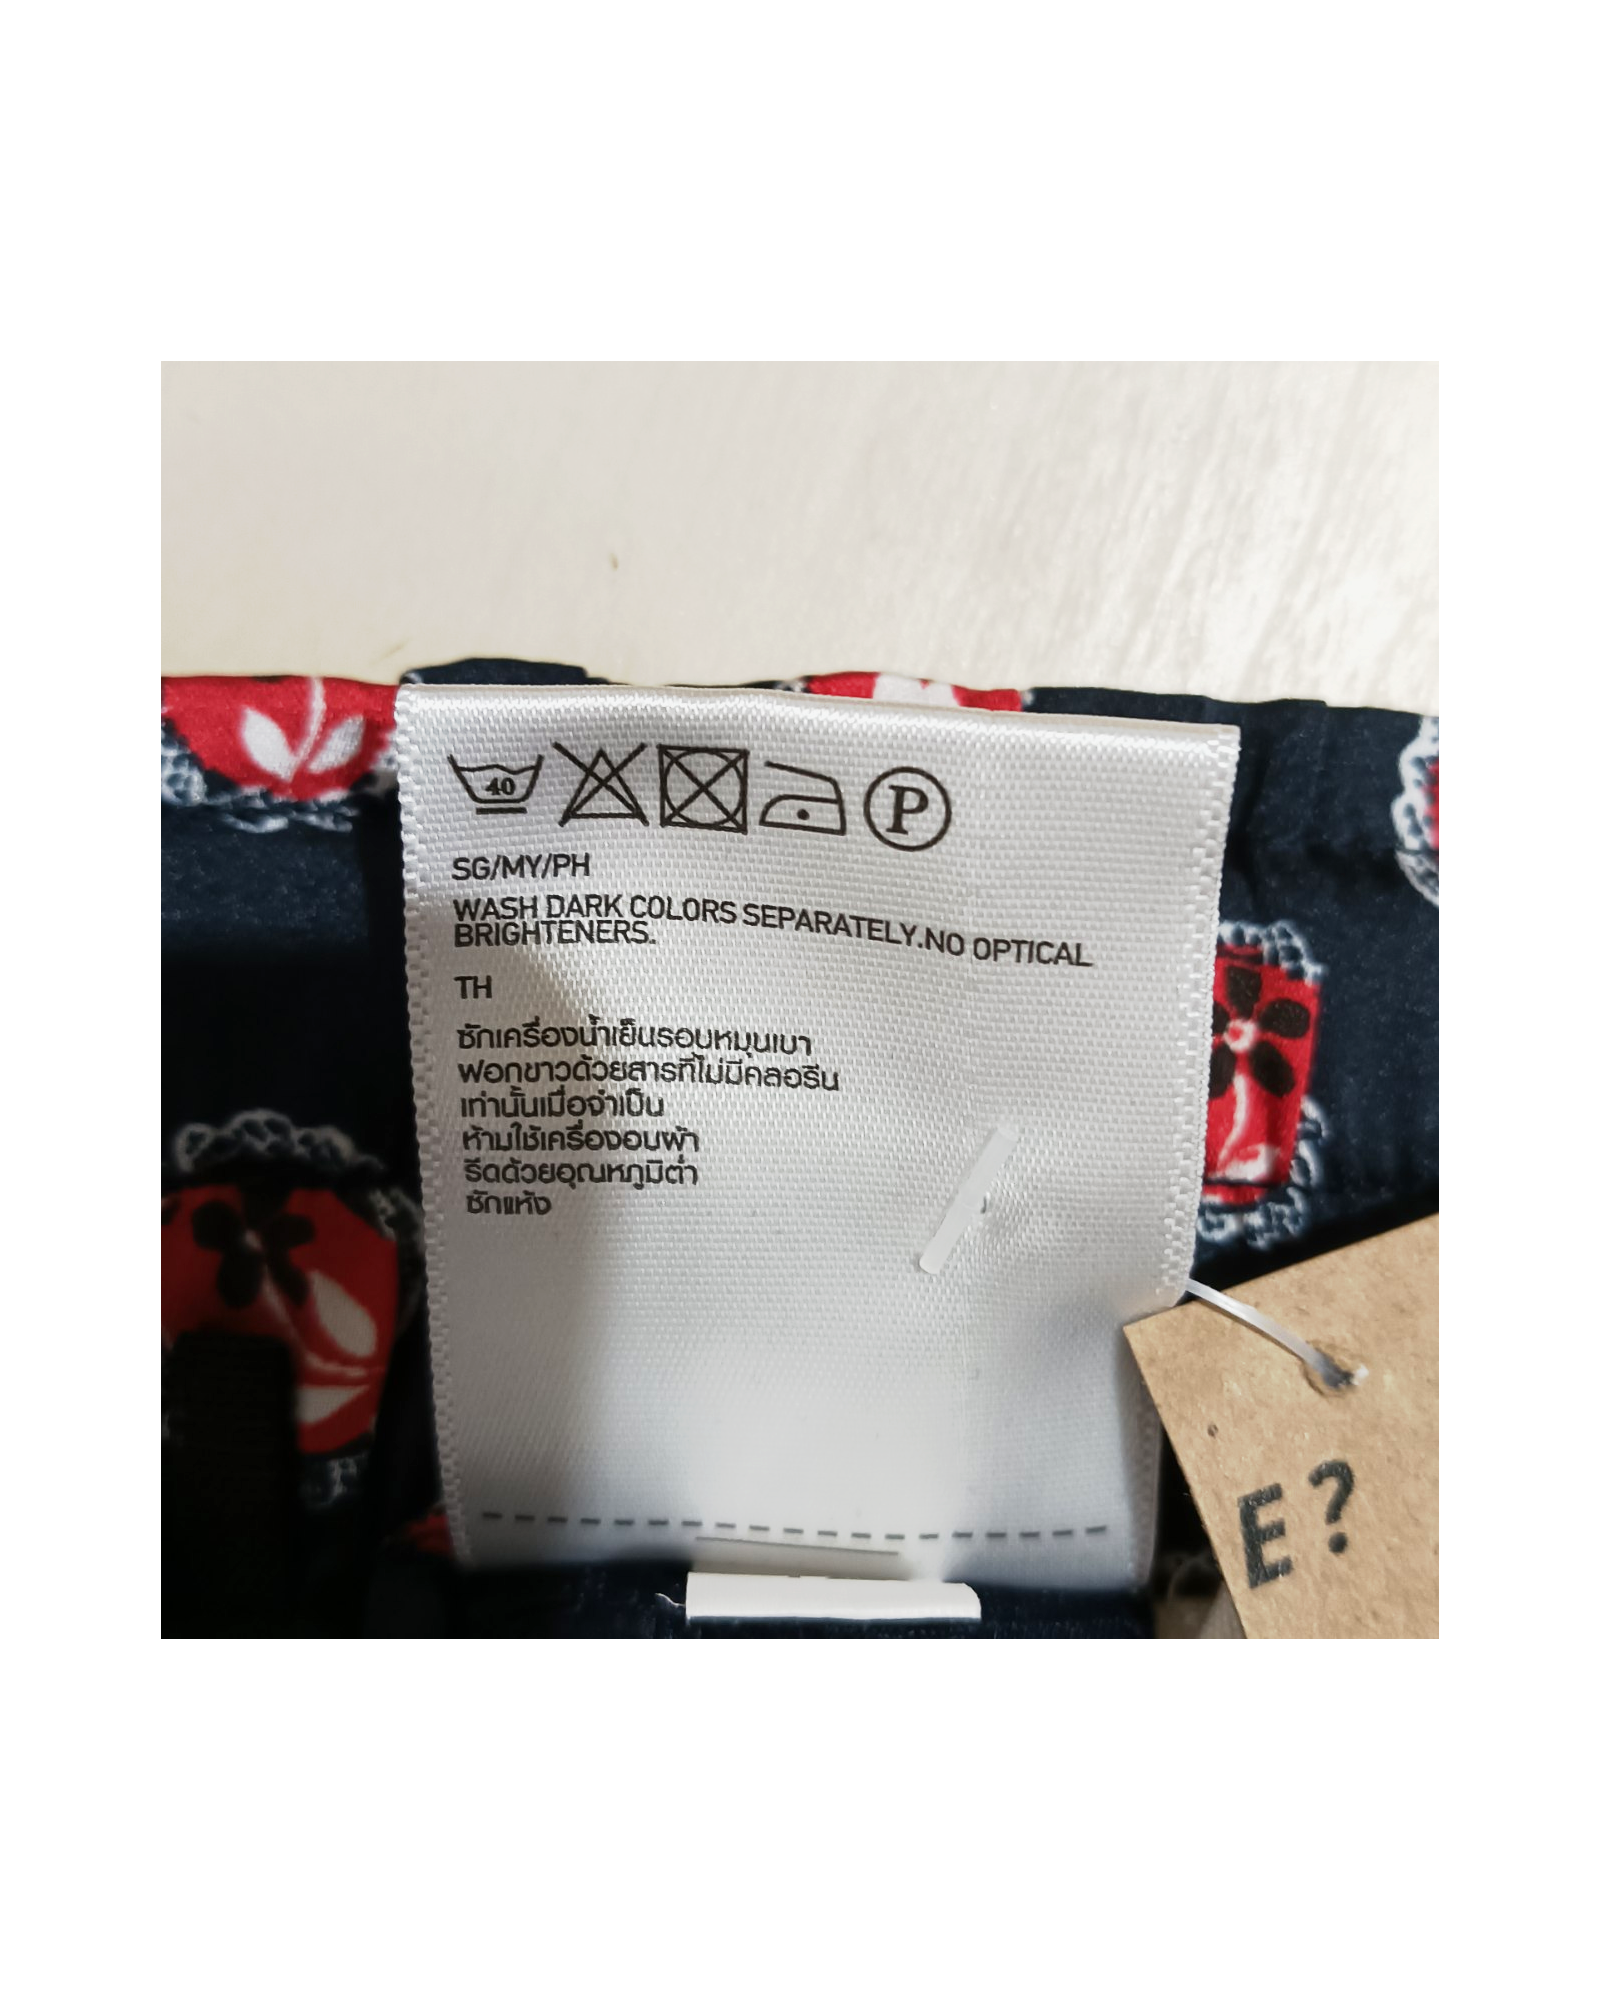 40
P
SG/MY/PH
WASH DARK COLORS SEPARATELY.NO OPTICAL
BRIGHTENERS.
TH
ซักเครื่องน้ำเย็นรอบหมุนเบา
ฟอกขาวด้วยสารที่ไม่มีคลอรีน
เท่านั้นเมื่อจำเป็น
ห้ามใช้เครื่องอบผ้า
รีดด้วยอุณหภูมิต่ำ
ซักแห้ง
E?